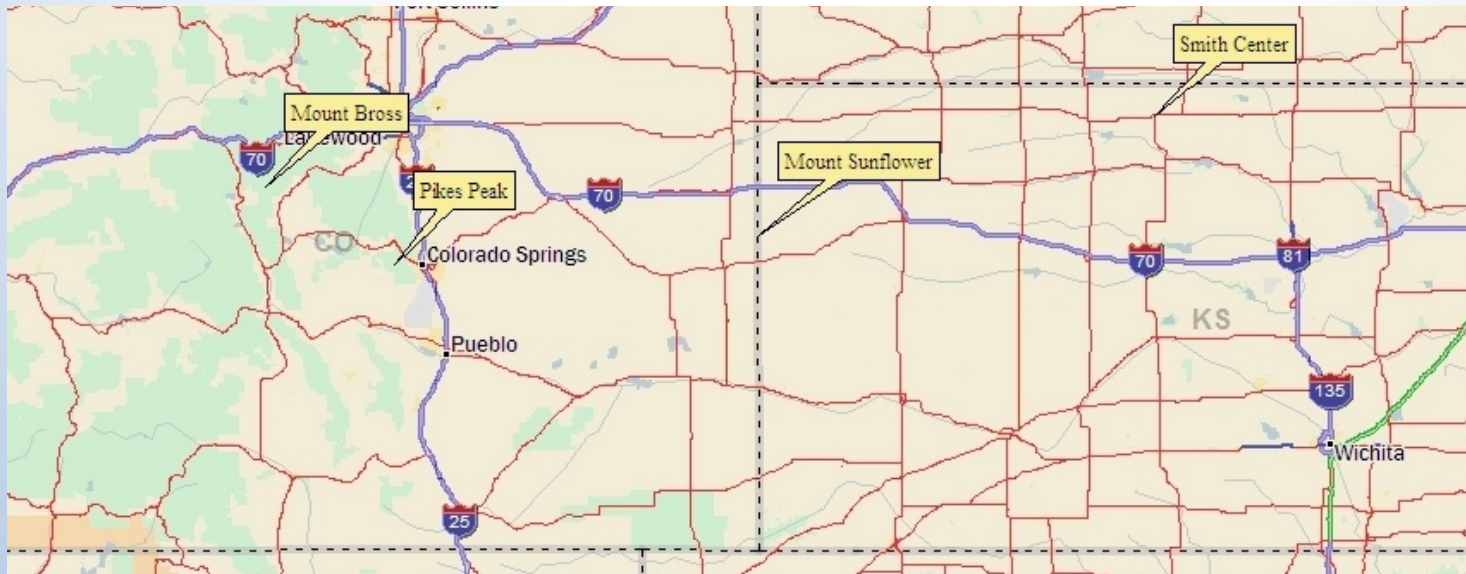 Smith Center
Mount Bross
Lakewood
70
Mount Sunflower
Pikes Peak
70
CO
Colorado Springs
70
81
KS
Pueblo
135
Wichita
25